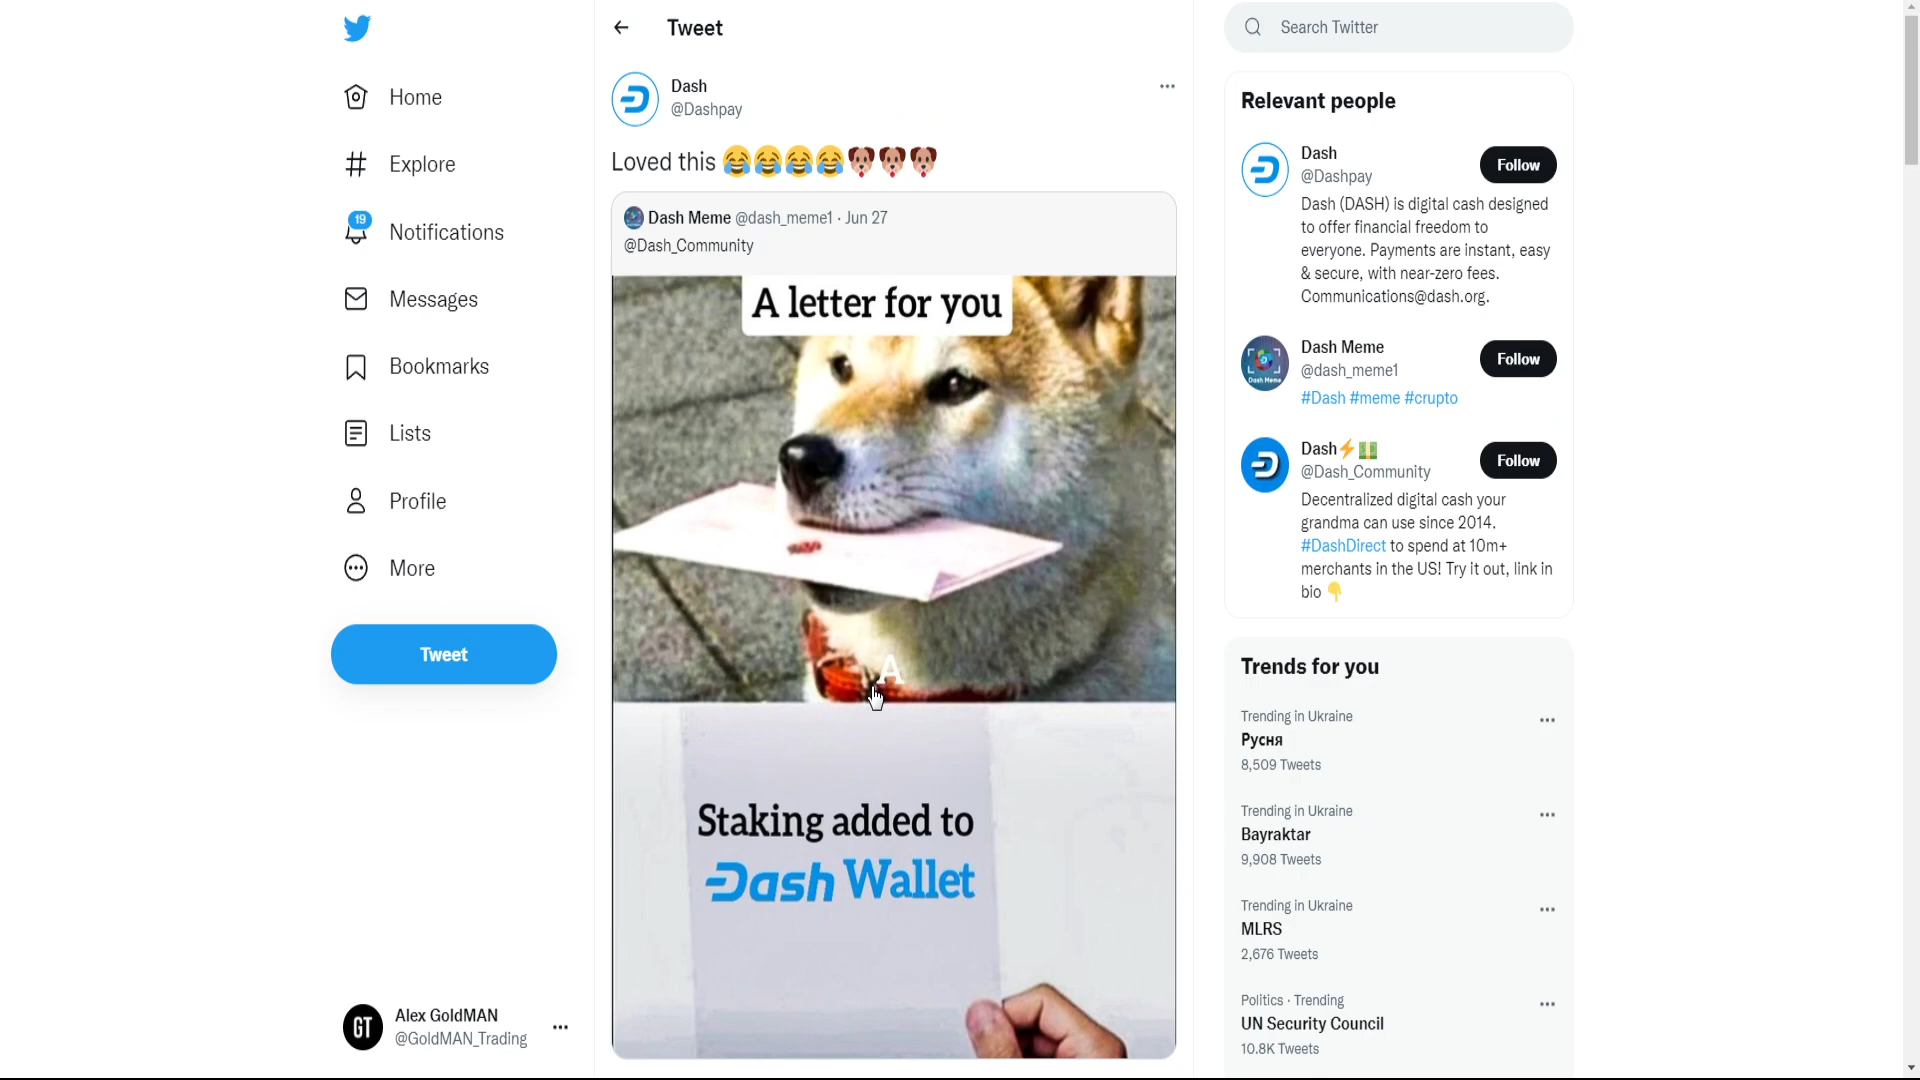 Home
Explore
19
Notifications
Messages
Bookmarks
Lists
Profile
More
Tweet
GT
Alex GoldMAN
@GoldMAN_Trading
Tweet
Dash
@Dashpay
Loved this 😂😂😂😂🐶🐶🐶
Dash Meme @dash_meme1 · Jun 27
@Dash_Community
A letter for you
A
Staking added to
Dash Wallet
Search Twitter
Relevant people
Dash
@Dashpay
Follow
Dash (DASH) is digital cash designed
to offer financial freedom to
everyone. Payments are instant, easy
& secure, with near-zero fees.
Communications@dash.org.
Dash Meme
Dash Meme
@dash_meme1
Follow
#Dash #meme #crupto
Dash⚡💵
@Dash_Community
Follow
Decentralized digital cash your
grandma can use since 2014.
#DashDirect to spend at 10m+
merchants in the US! Try it out, link in
bio 👇
Trends for you
Trending in Ukraine
Русня
8,509 Tweets
Trending in Ukraine
Bayraktar
9,908 Tweets
Trending in Ukraine
MLRS
2,676 Tweets
Politics · Trending
UN Security Council
10.8K Tweets